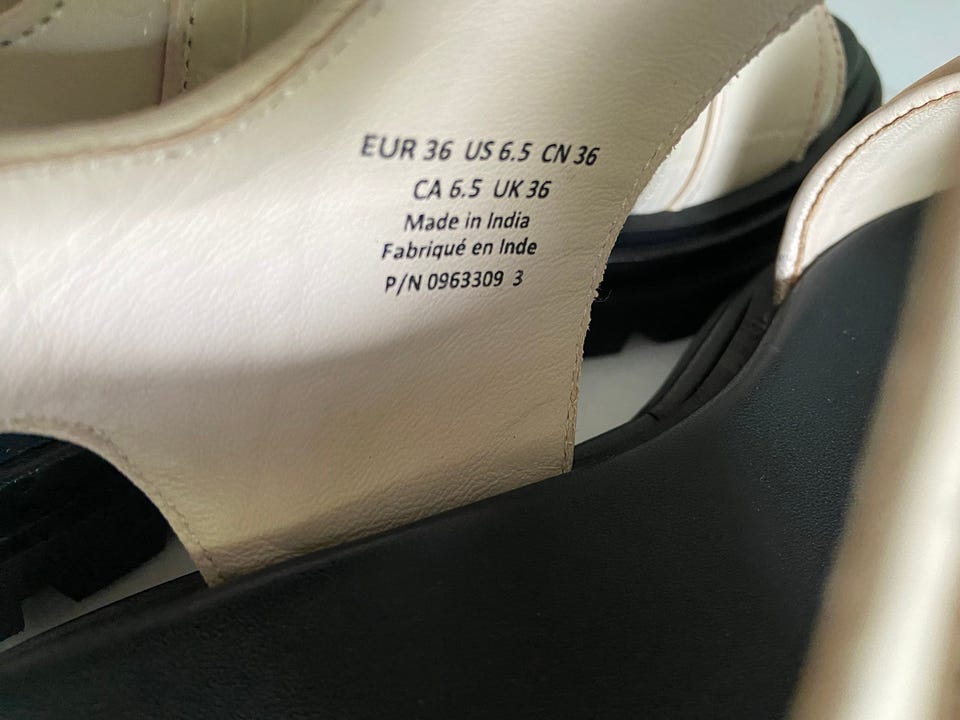 EUR 36 US 6.5 CN 36
CA 6.5 UK 36
Made in India
Fabriqué en Inde
P/N 0963309 3